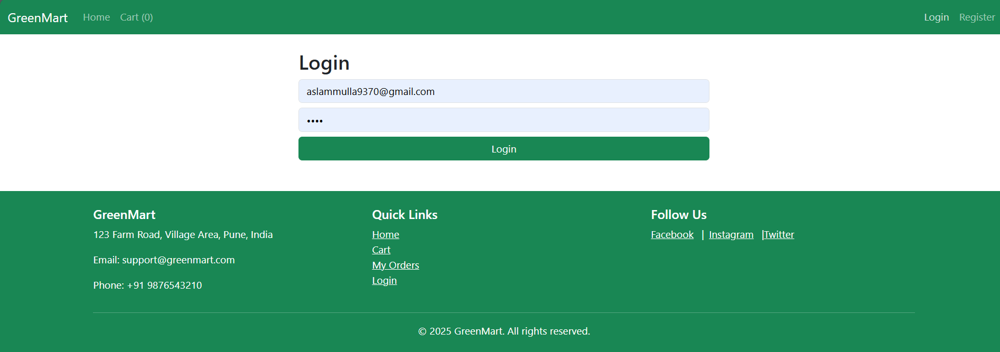 GreenMart Home Cart (0) Login Register
Login
aslammulla9370@gmail.com
••••
Login
GreenMart
123 Farm Road, Village Area, Pune, India
Email: support@greenmart.com
Phone: +91 9876543210
Quick Links
Home
Cart
My Orders
Login
Follow Us
Facebook | Instagram |Twitter
© 2025 GreenMart. All rights reserved.